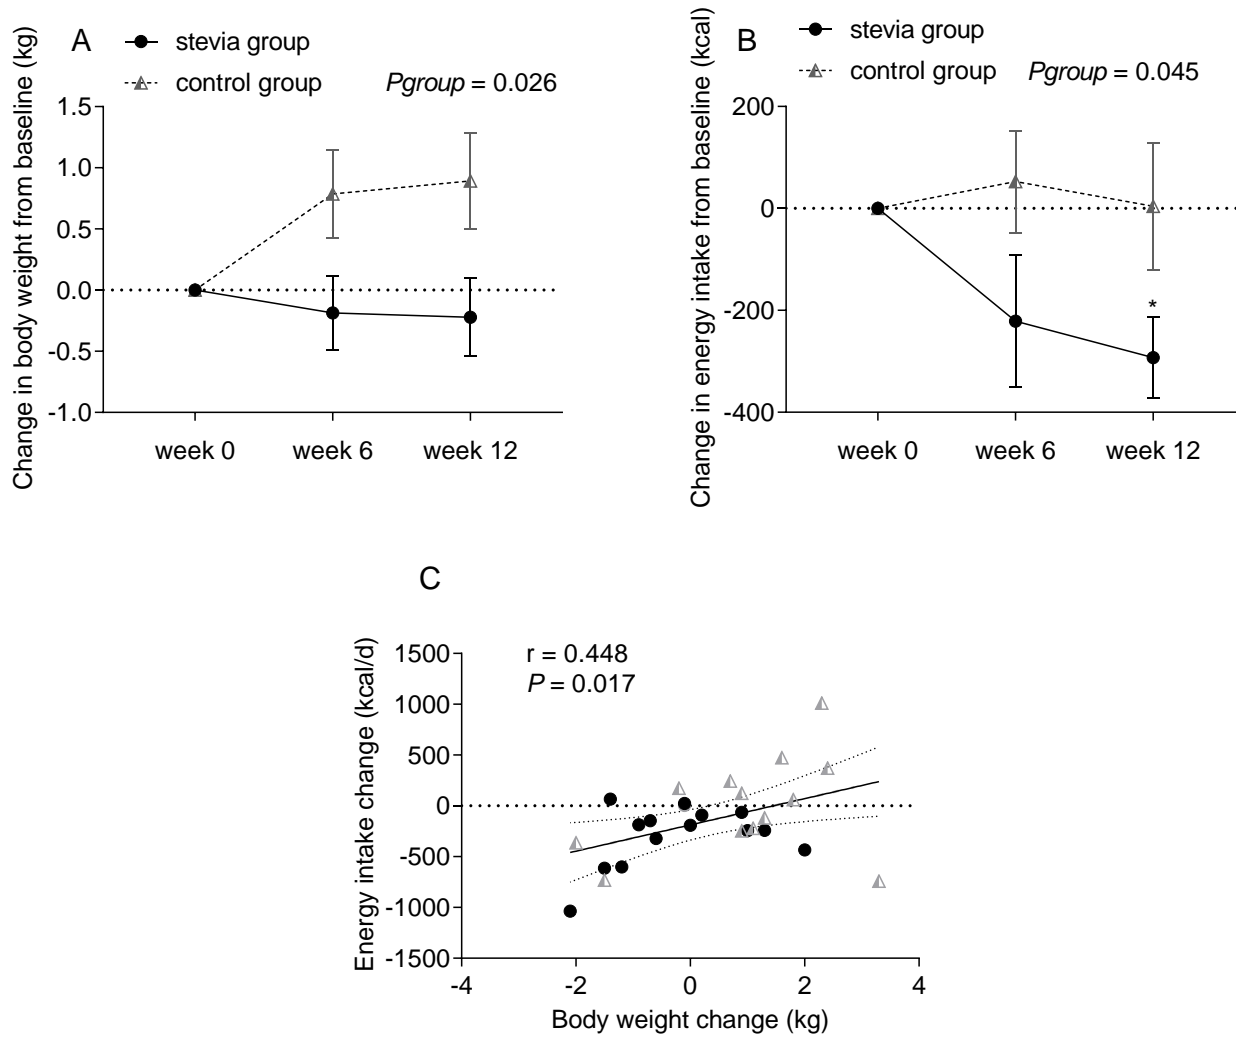 A
stevia group
control group
Pgroup = 0.026
Change in body weight from baseline (kg)
1.5
1.0
0.5
0.0
-0.5
-1.0
week 0 week 6 week 12
B
stevia group
control group
Pgroup = 0.045
Change in energy intake from baseline (kcal)
200
0
-200
-400
*
week 0 week 6 week 12
C
r = 0.448
P = 0.017
Energy intake change (kcal/d)
1500
1000
500
0
-500
-1000
-1500
-4 -2 0 2 4
Body weight change (kg)